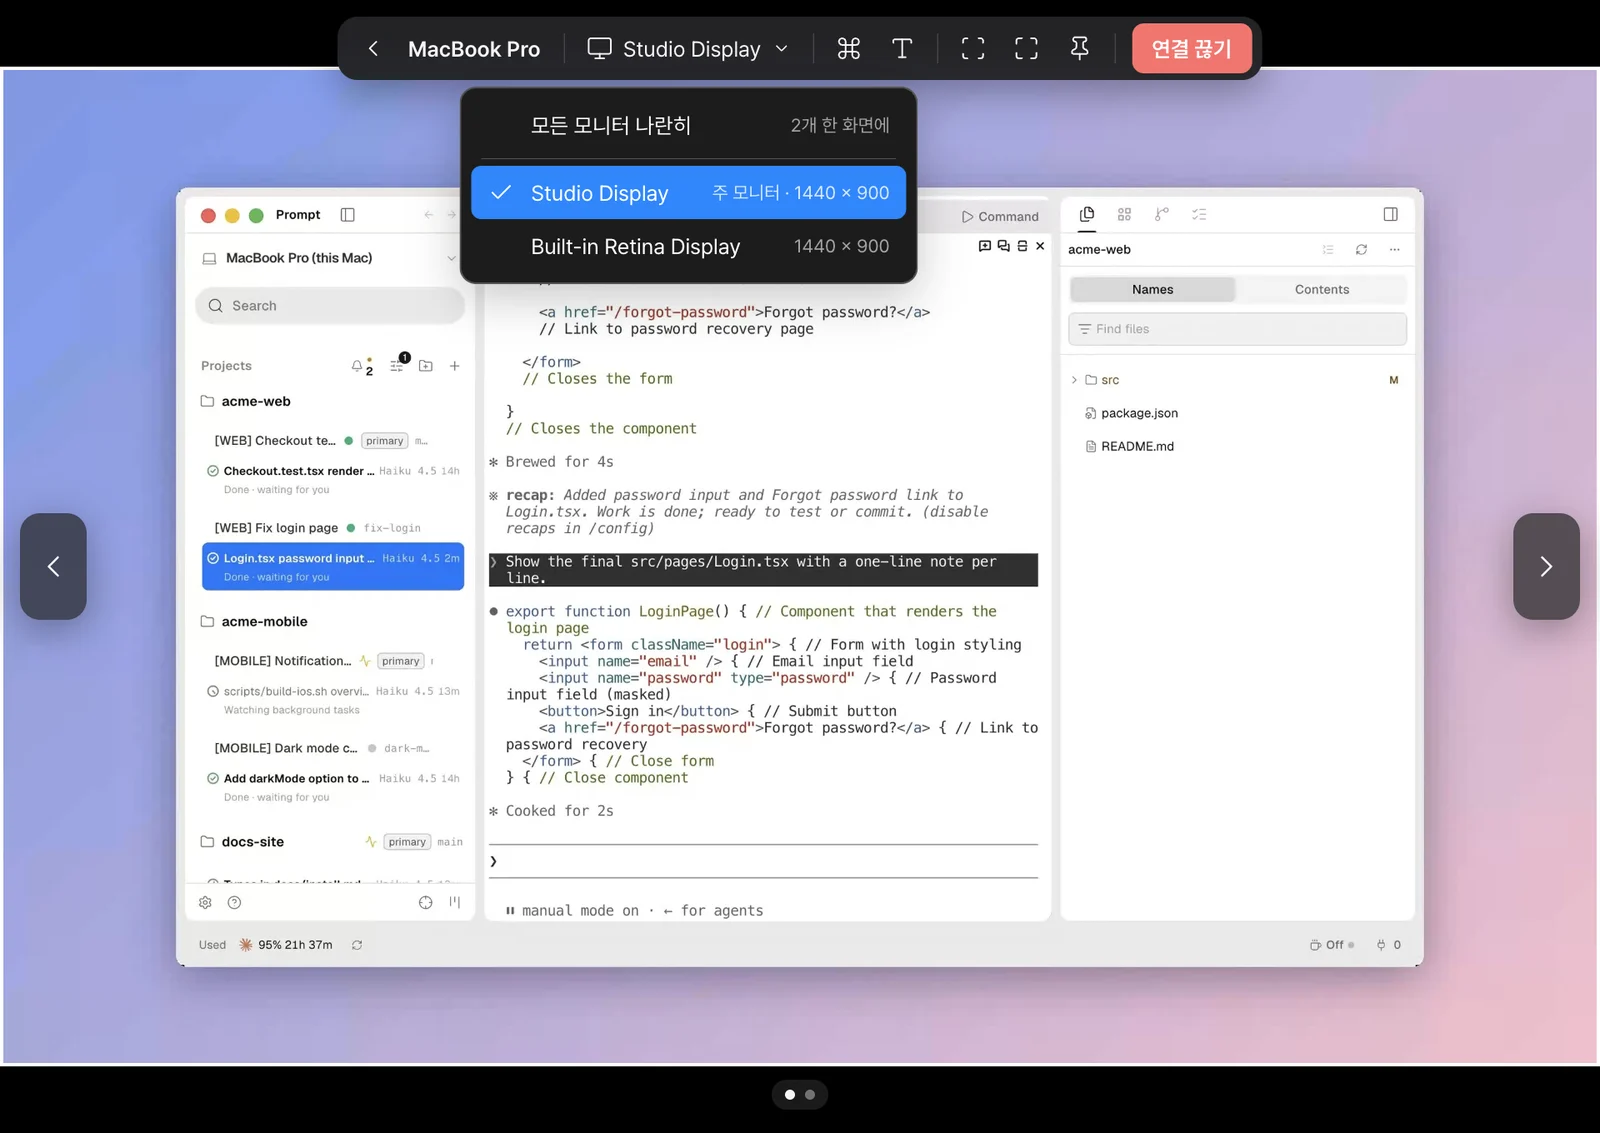 MacBook Pro
Studio Display
연결 끊기
모든 모니터 나란히 2개 한 화면에
Studio Display 주 모니터 · 1440 × 900
Built-in Retina Display 1440 × 900
Prompt
MacBook Pro (this Mac)
Search
Projects 2 1
acme-web
[WEB] Checkout te... primary m...
Checkout.test.tsx render ... Haiku 4.5 14h
Done · waiting for you
[WEB] Fix login page fix-login
Login.tsx password input ... Haiku 4.5 2m
Done · waiting for you
acme-mobile
[MOBILE] Notification... primary
scripts/build-ios.sh overvi... Haiku 4.5 13m
Watching background tasks
[MOBILE] Dark mode c... dark-m...
Add darkMode option to ... Haiku 4.5 14h
Done · waiting for you
docs-site primary main
Used 95% 21h 37m
Command
<a href="/forgot-password">Forgot password?</a>
// Link to password recovery page
</form>
// Closes the form
}
// Closes the component
✻ Brewed for 4s
※ recap: Added password input and Forgot password link to
Login.tsx. Work is done; ready to test or commit. (disable
recaps in /config)
❯ Show the final src/pages/Login.tsx with a one-line note per
line.
● export function LoginPage() { // Component that renders the
login page
return <form className="login"> { // Form with login styling
<input name="email" /> { // Email input field
<input name="password" type="password" /> { // Password
input field (masked)
<button>Sign in</button> { // Submit button
<a href="/forgot-password">Forgot password?</a> { // Link to
password recovery
</form> { // Close form
} { // Close component
✻ Cooked for 2s
❯
⏸ manual mode on · ← for agents
acme-web
Names Contents
Find files
src M
package.json
README.md
Off 0